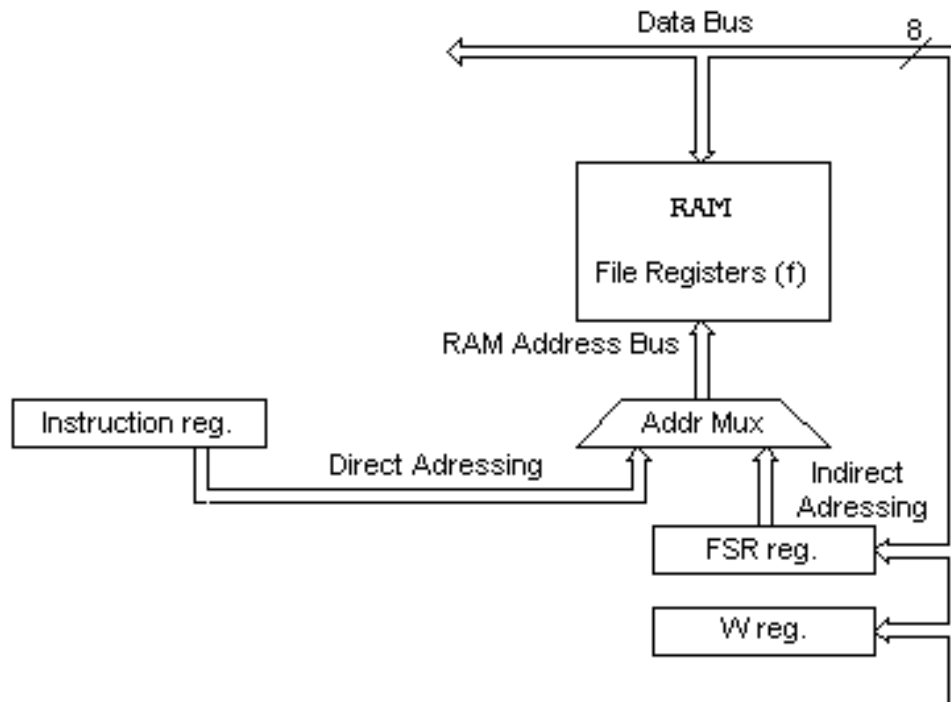 Data Bus
8
RAM
File Registers (f)
RAM Address Bus
Instruction reg.
Addr Mux
Direct Adressing
Indirect
Adressing
FSR reg.
W reg.